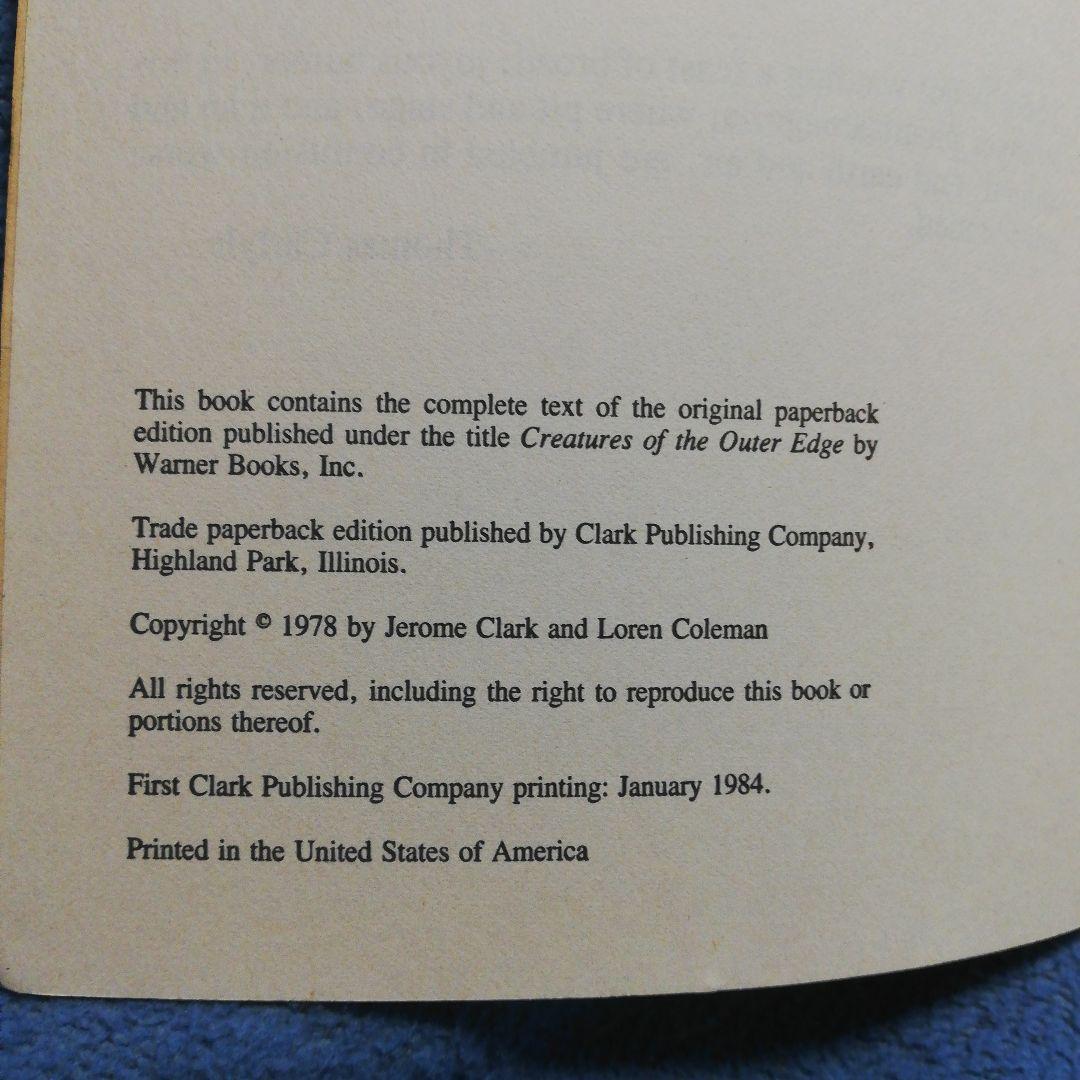 This book contains the complete text of the original paperback
edition published under the title Creatures of the Outer Edge by
Warner Books, Inc.
Trade paperback edition published by Clark Publishing Company,
Highland Park, Illinois.
Copyright © 1978 by Jerome Clark and Loren Coleman
All rights reserved, including the right to reproduce this book or
portions thereof.
First Clark Publishing Company printing: January 1984.
Printed in the United States of America